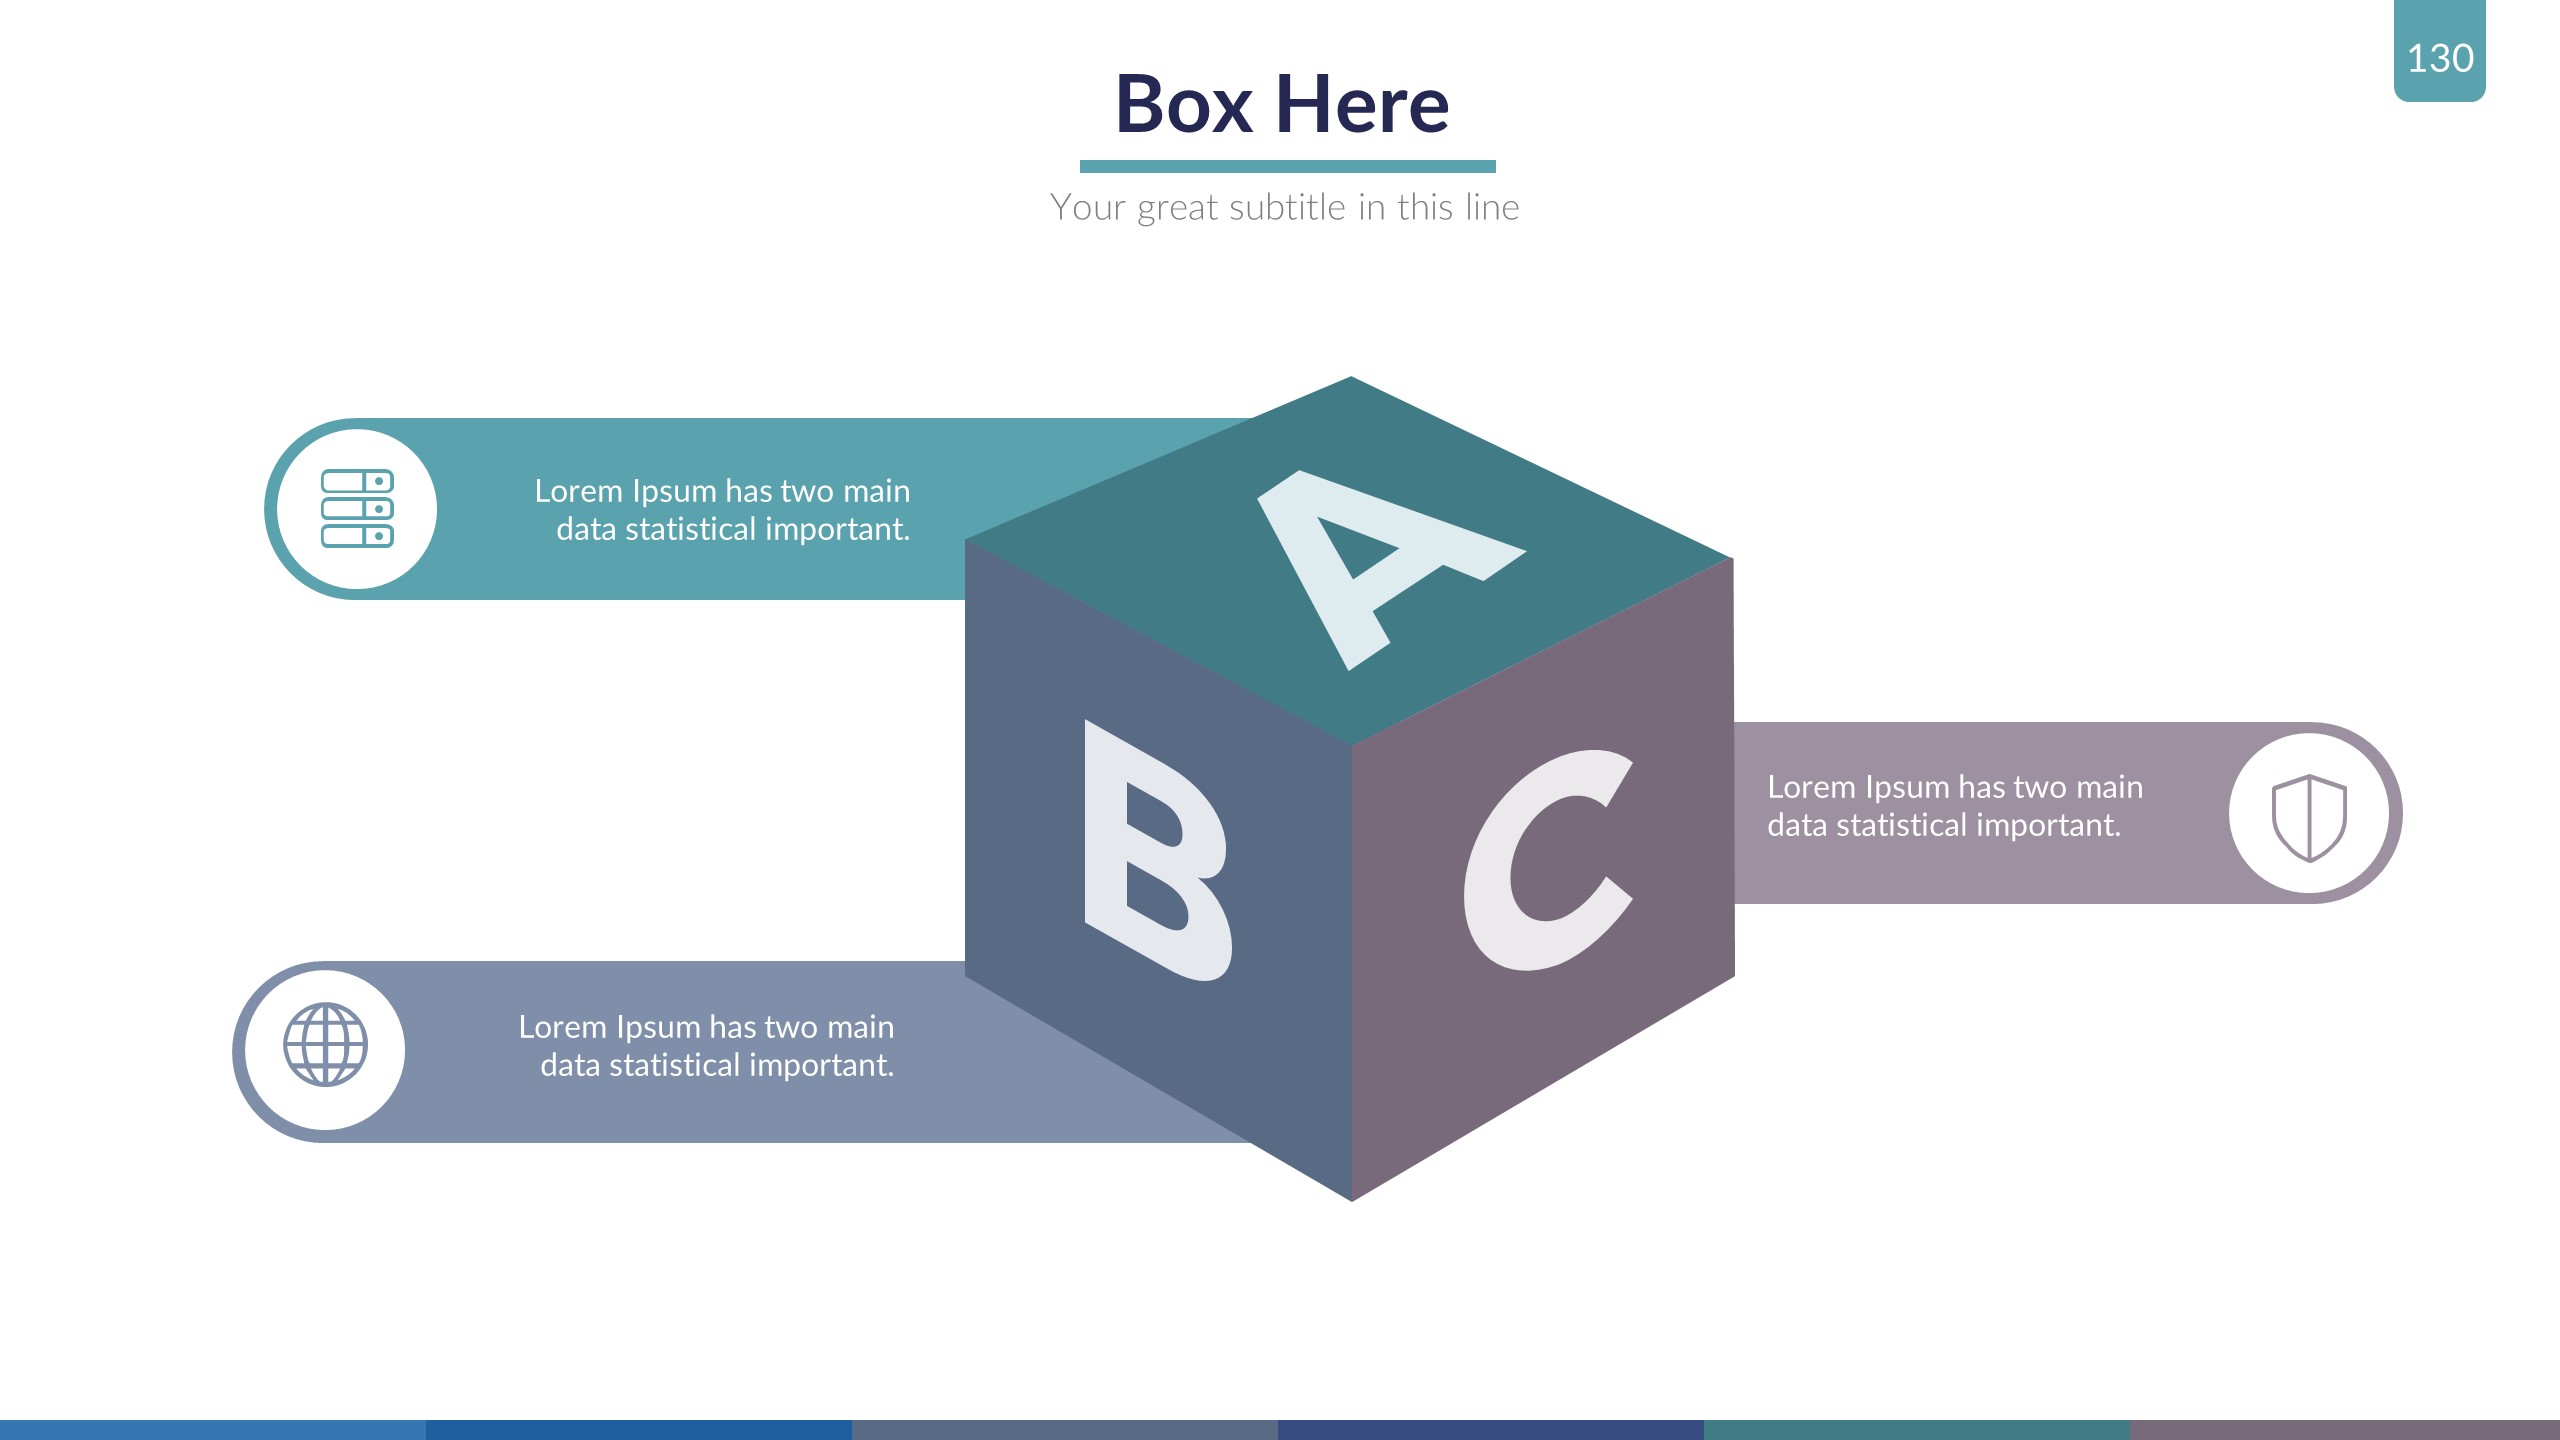 130
Box Here
Your great subtitle in this line
Lorem Ipsum has two main
data statistical important.
A
B
C
Lorem Ipsum has two main
data statistical important.
Lorem Ipsum has two main
data statistical important.